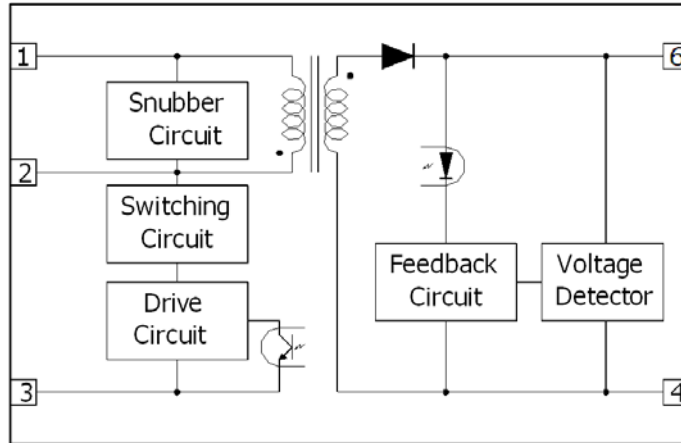 1
6
Snubber
Circuit
2
Switching
Circuit
Feedback
Circuit
Voltage
Detector
Drive
Circuit
3
4